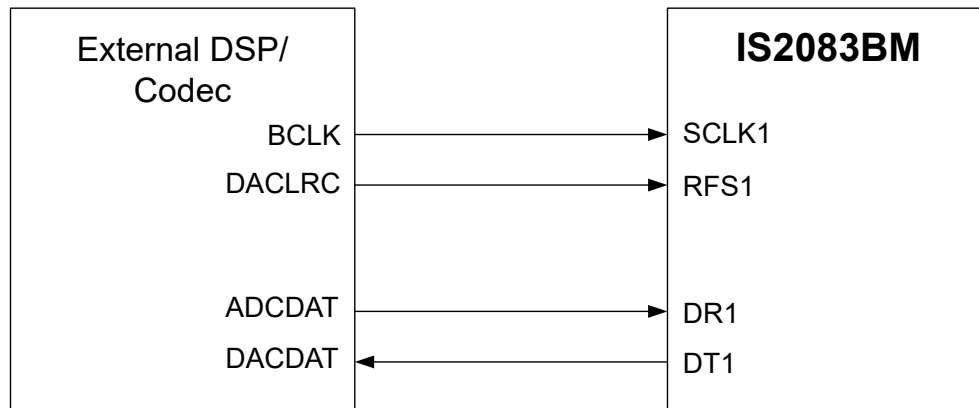 External DSP/
Codec
BCLK
DACLRC
ADCDAT
DACDAT
IS2083BM
SCLK1
RFS1
DR1
DT1